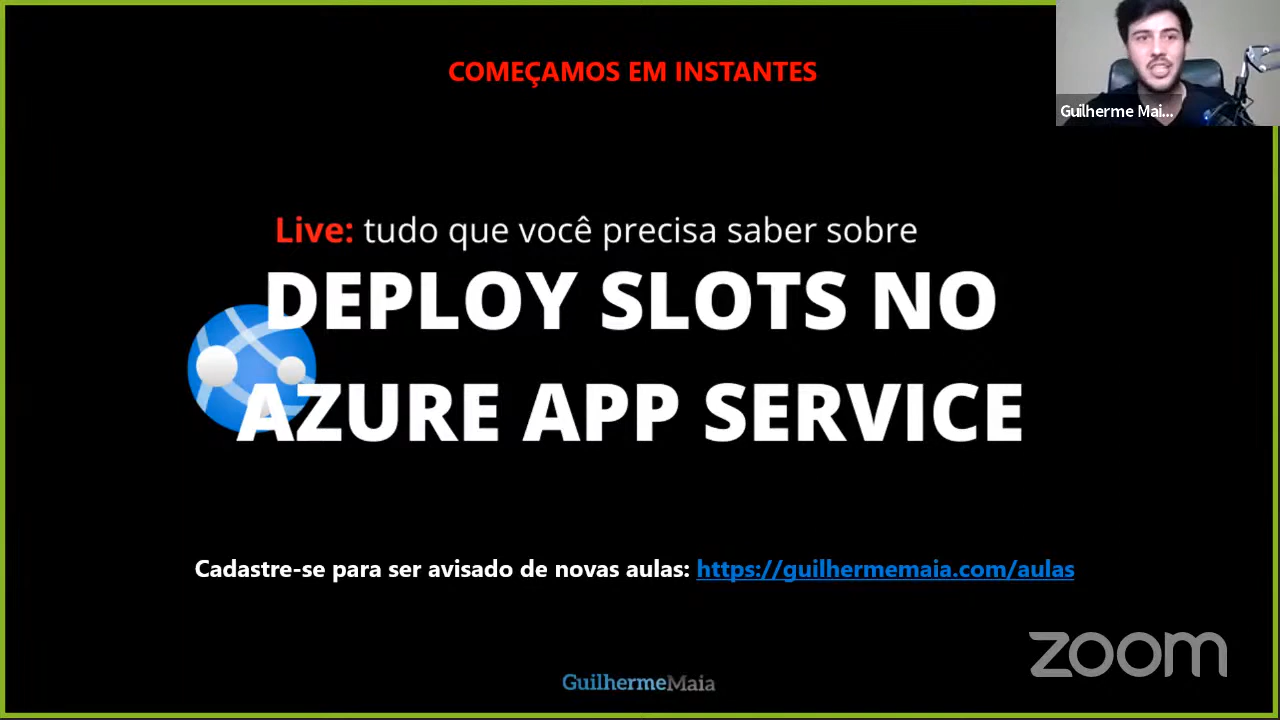 COMEÇAMOS EM INSTANTES
Guilherme Mai...
Live: tudo que você precisa saber sobre
DEPLOY SLOTS NO
AZURE APP SERVICE
Cadastre-se para ser avisado de novas aulas: https://guilhermemaia.com/aulas
zoom
GuilhermeMaia